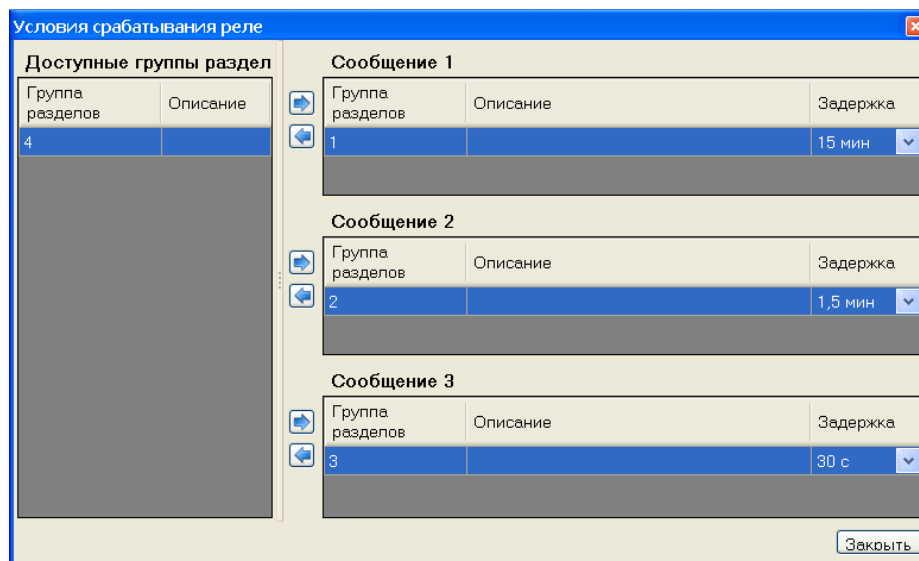 Условия срабатывания реле
Доступные группы раздел
Группа
разделов
Описание
4
Сообщение 1
Группа
разделов
Описание
Задержка
1
15 мин
Сообщение 2
Группа
разделов
Описание
Задержка
2
1,5 мин
Сообщение 3
Группа
разделов
Описание
Задержка
3
30 с
Закрыть